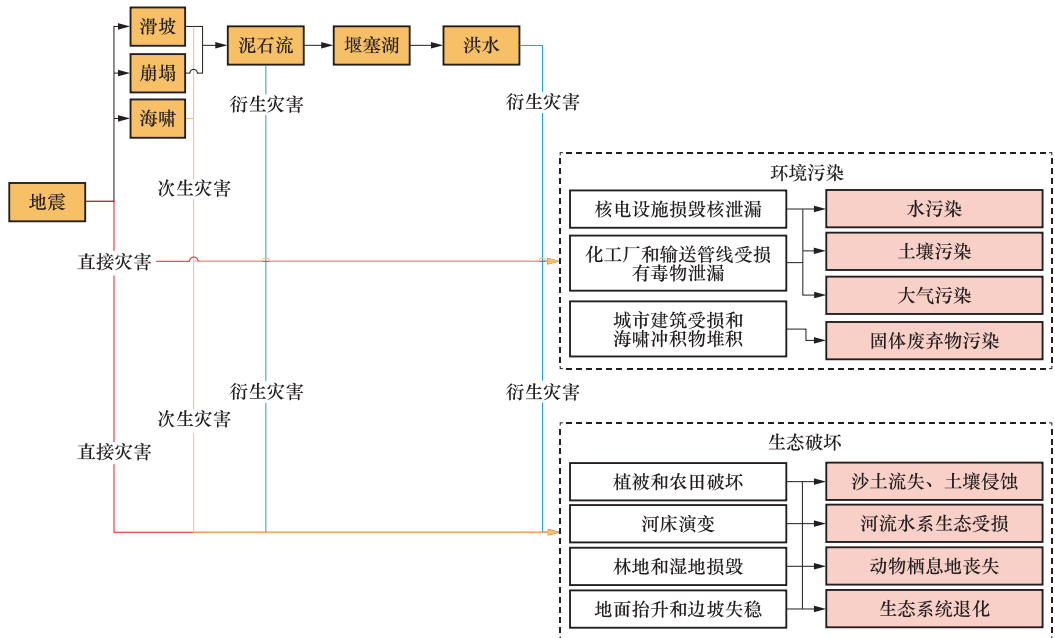 滑坡
崩塌
海啸
泥石流
堰塞湖
洪水
地震
衍生灾害
衍生灾害
次生灾害
直接灾害
环境污染
核电设施损毁核泄漏
化工厂和输送管线受损
有毒物泄漏
城市建筑受损和
海啸冲积物堆积
水污染
土壤污染
大气污染
固体废弃物污染
衍生灾害
衍生灾害
次生灾害
直接灾害
生态破坏
植被和农田破坏
河床演变
林地和湿地损毁
地面抬升和边坡失稳
沙土流失、土壤侵蚀
河流水系生态受损
动物栖息地丧失
生态系统退化